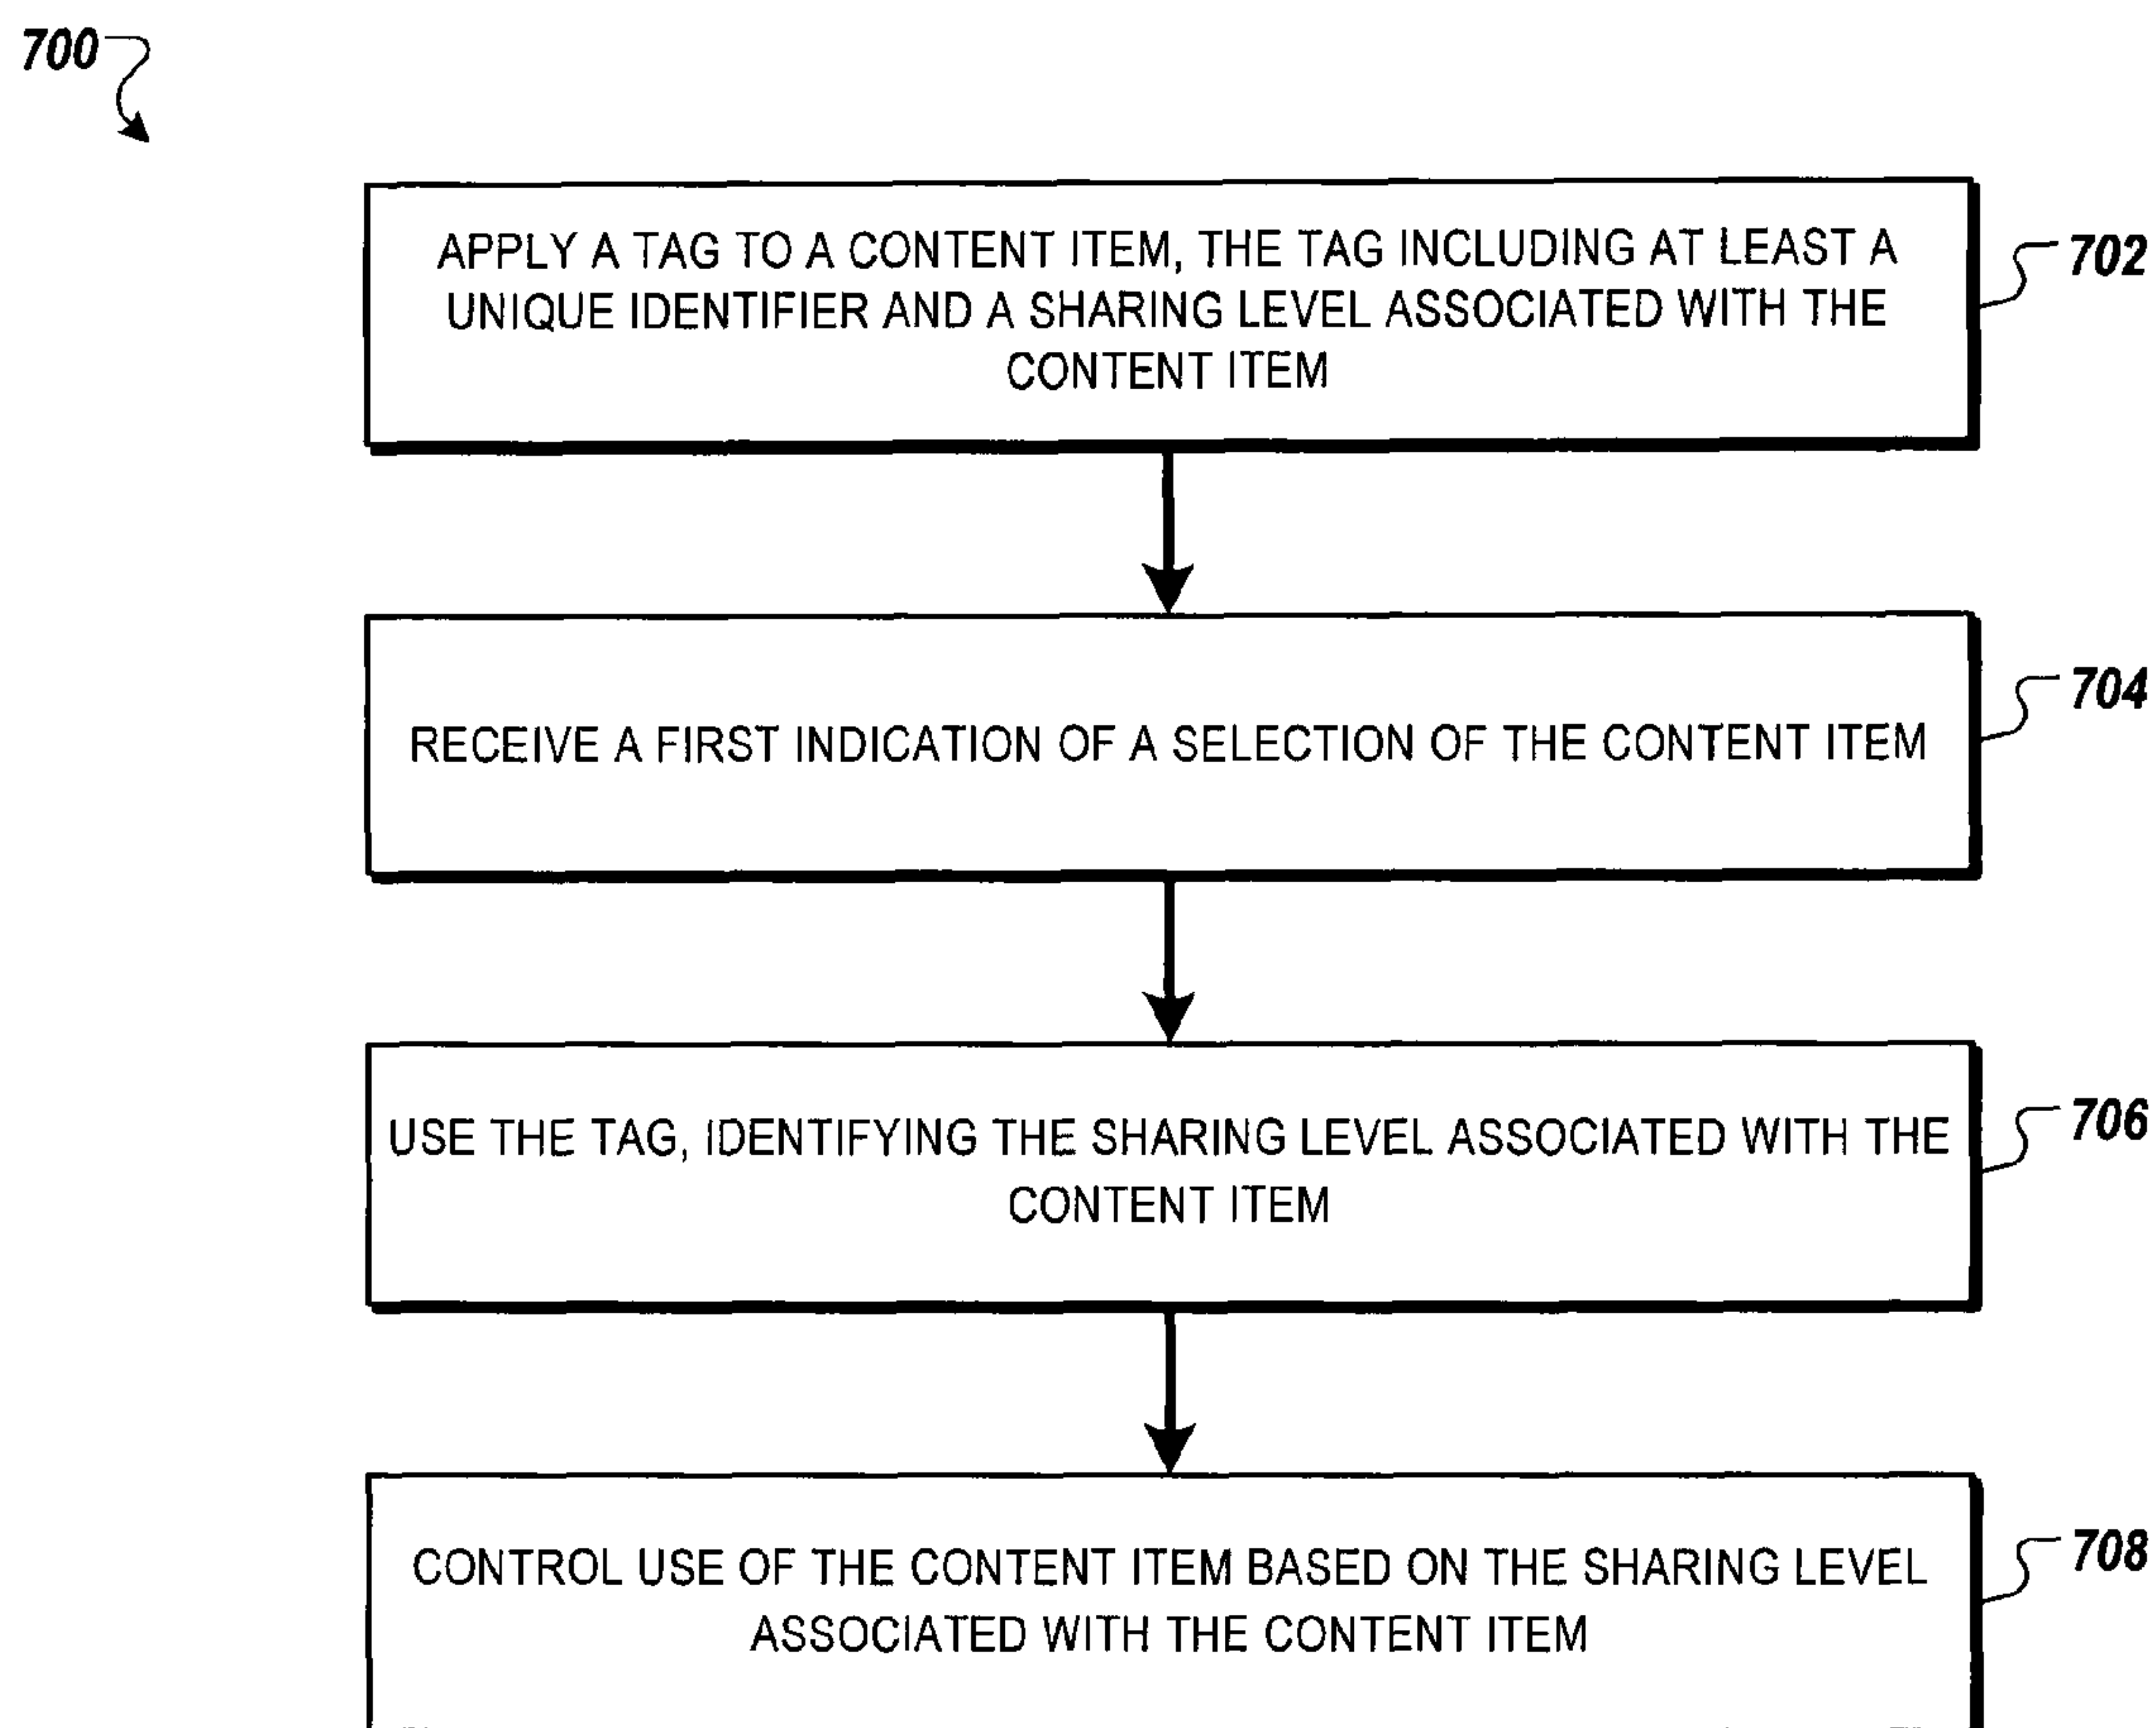 700
APPLY A TAG TO A CONTENT ITEM, THE TAG INCLUDING AT LEAST A
UNIQUE IDENTIFIER AND A SHARING LEVEL ASSOCIATED WITH THE
CONTENT ITEM
702
RECEIVE A FIRST INDICATION OF A SELECTION OF THE CONTENT ITEM
704
USE THE TAG, IDENTIFYING THE SHARING LEVEL ASSOCIATED WITH THE
CONTENT ITEM
706
CONTROL USE OF THE CONTENT ITEM BASED ON THE SHARING LEVEL
ASSOCIATED WITH THE CONTENT ITEM
708